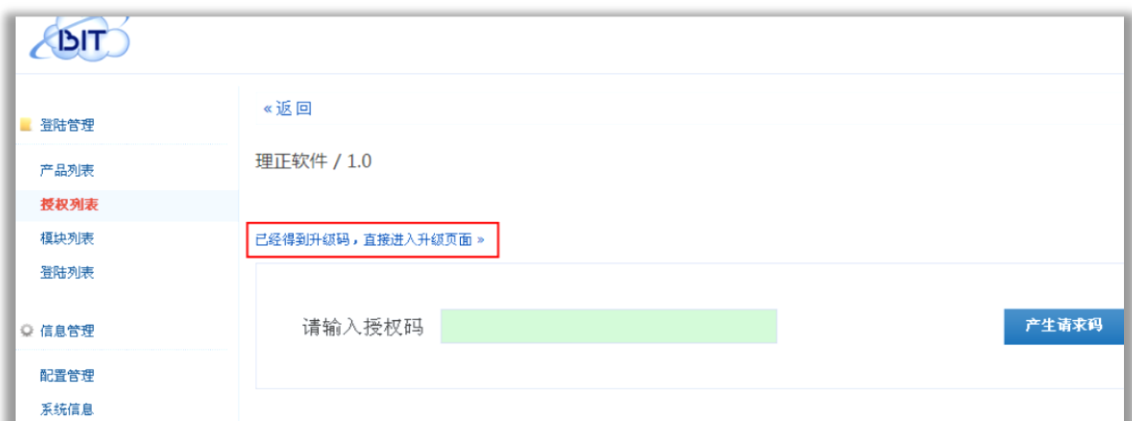 BIT
登陆管理
产品列表
授权列表
模块列表
登陆列表
信息管理
配置管理
系统信息
«返回
理正软件 / 1.0
已经得到升级码，直接进入升级页面 »
请输入授权码
产生请求码